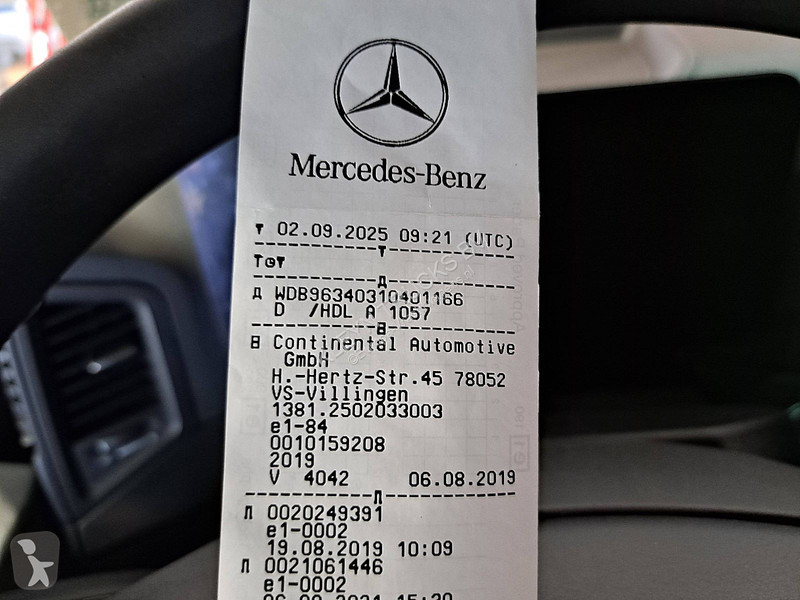 Mercedes-Benz
02.09.2025 09:21 (UTC)
WDB96340310401166
D /HDL A 1057
Continental Automotive
GmbH
H.-Hertz-Str.45 78052
VS-Villingen
1381.2502033003
e1-84
0010159208
2019
V 4042 06.08.2019
0020249391
e1-0002
19.08.2019 10:09
0021061446
e1-0002